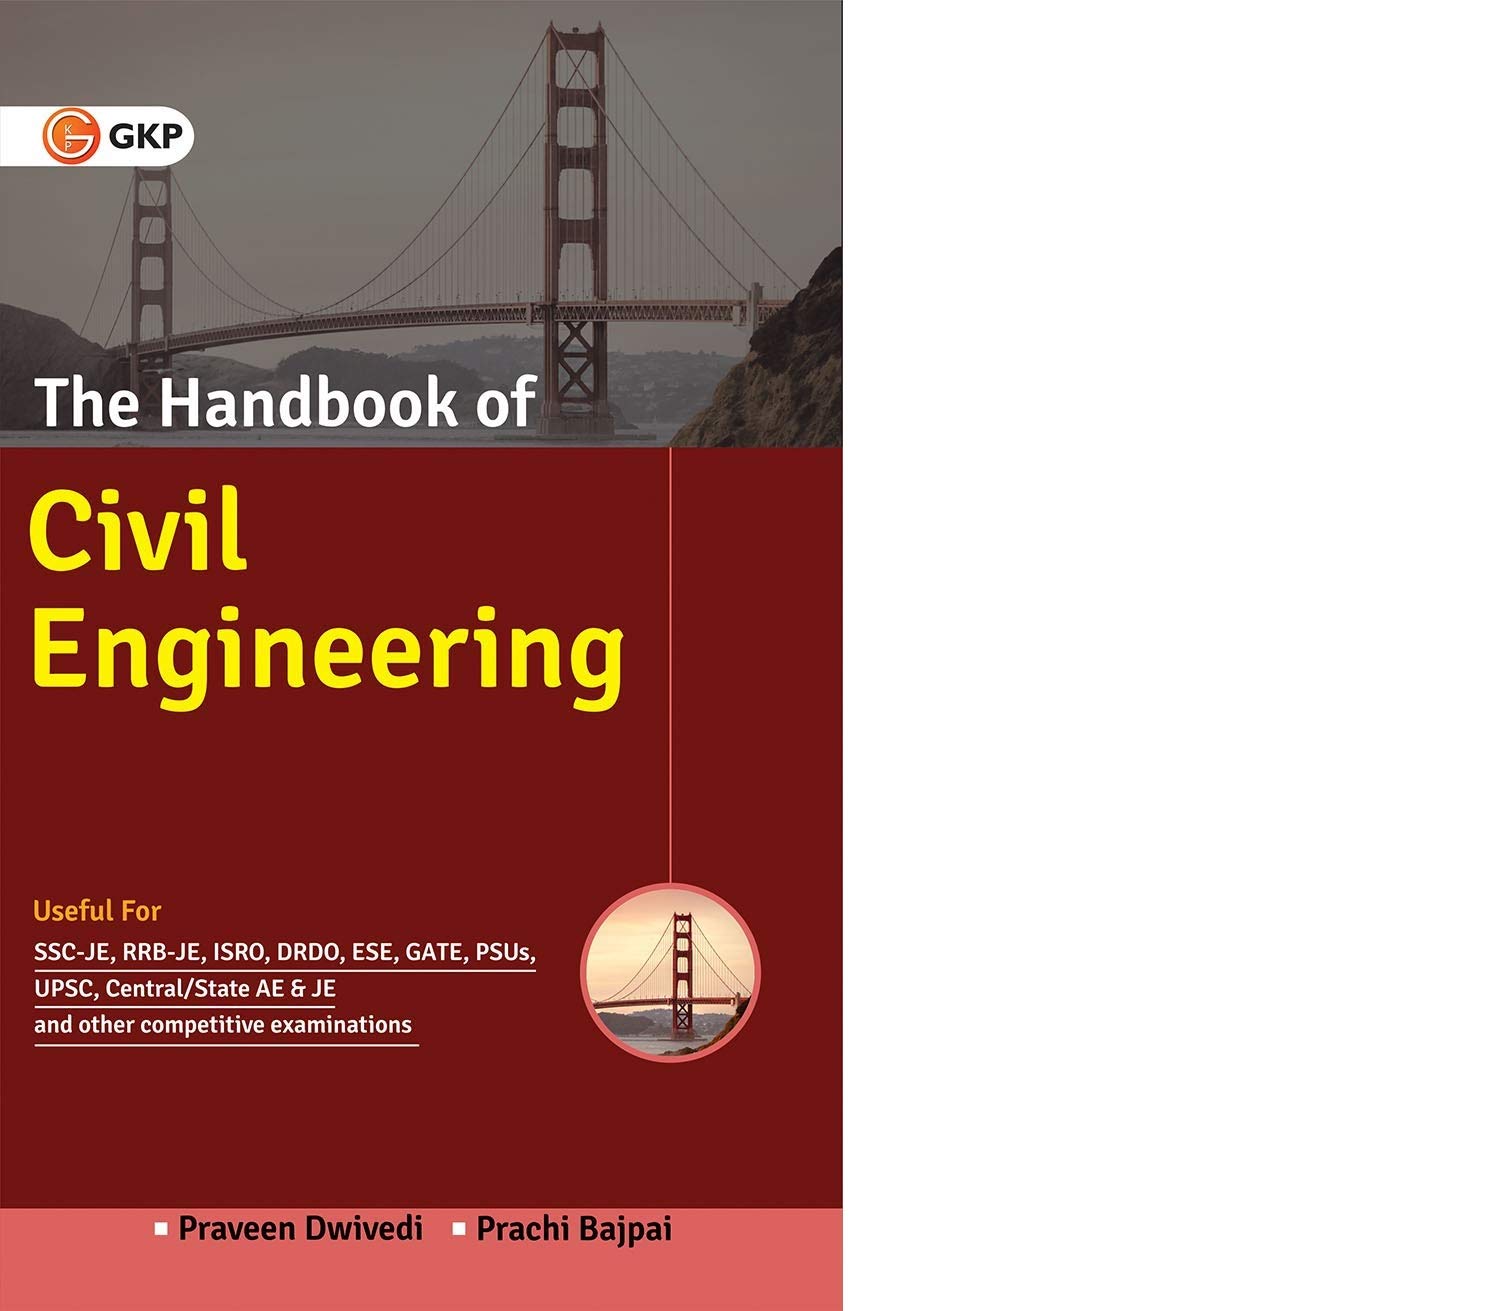 GKP
The Handbook of
Civil
Engineering
Useful For
SSC-JE, RRB-JE, ISRO, DRDO, ESE, GATE, PSUs,
UPSC, Central/State AE & JE
and other competitive examinations
Praveen Dwivedi Prachi Bajpai